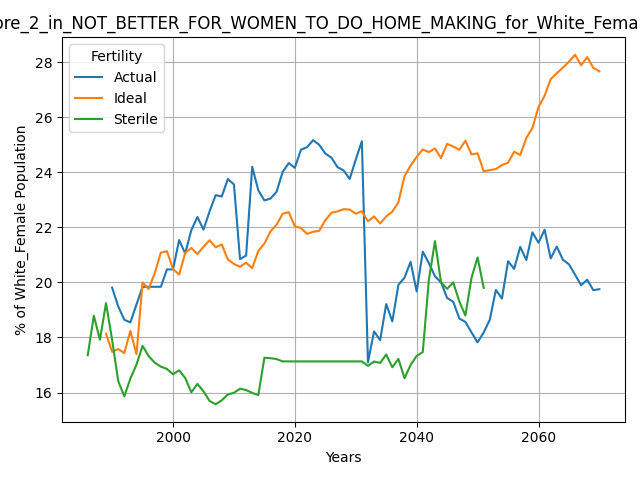 ore_2_in_NOT_BETTER_FOR_WOMEN_TO_DO_HOME_MAKING_for_White_Fema
Fertility
Actual
Ideal
Sterile
% of White_Female Population
28
26
24
22
20
18
16
2000
2020
2040
2060
Years